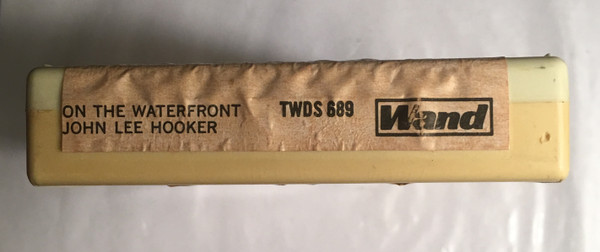 ON THE WATERFRONT
JOHN LEE HOOKER
TWDS 689
Wand